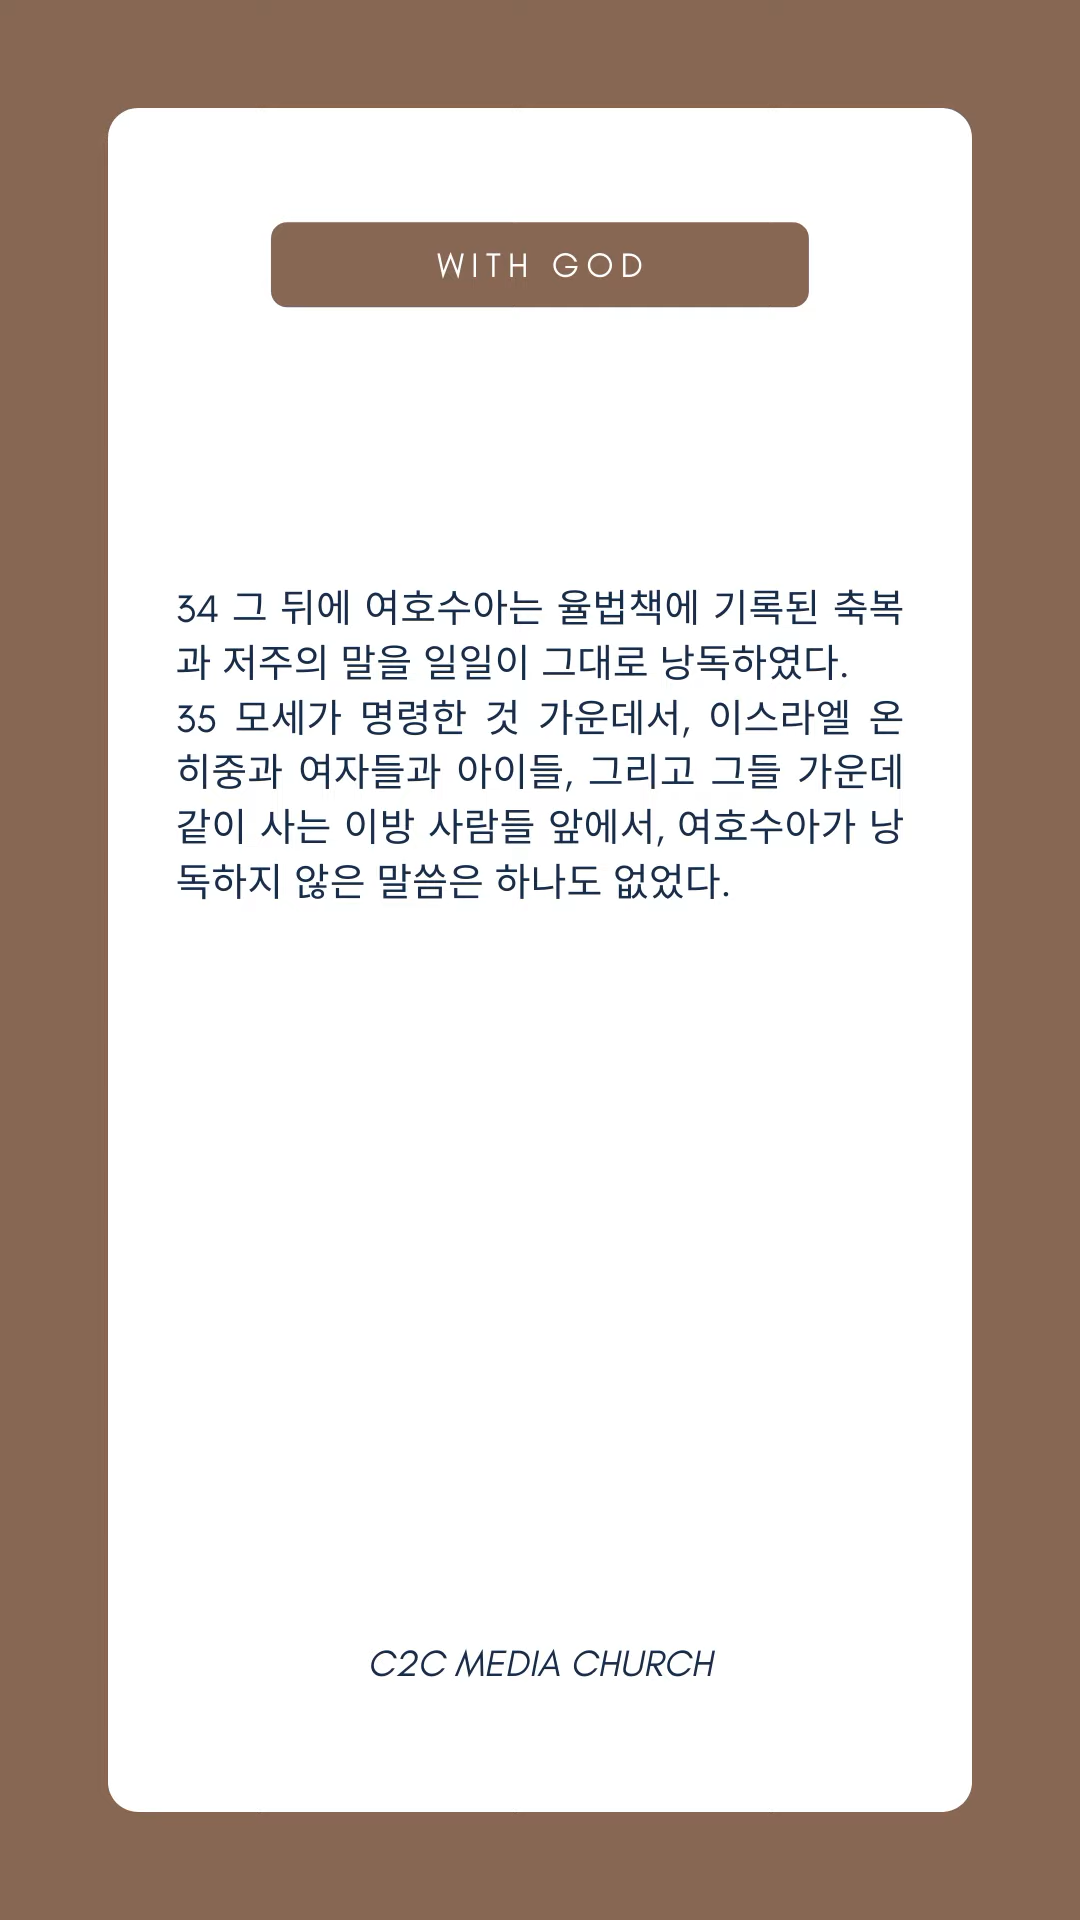 WITH GOD
34 그 뒤에 여호수아는 율법책에 기록된 축복
과 저주의 말을 일일이 그대로 낭독하였다.
35 모세가 명령한 것 가운데서, 이스라엘 온
히중과 여자들과 아이들, 그리고 그들 가운데
같이 사는 이방 사람들 앞에서, 여호수아가 낭
독하지 않은 말씀은 하나도 없었다.
C2C MEDIA CHURCH